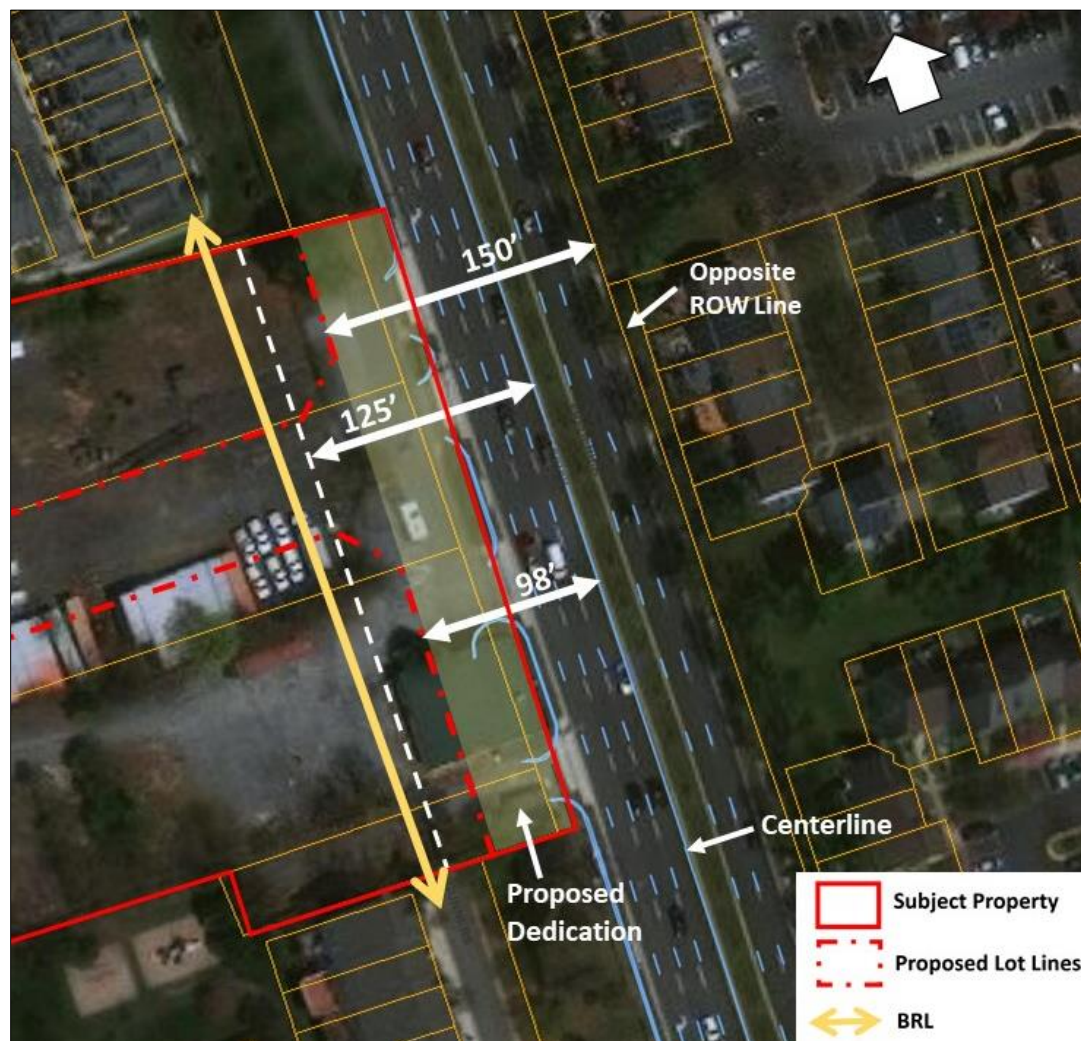 150’
Opposite
ROW Line
125’
98’
Centerline
Proposed
Dedication
Subject Property
Proposed Lot Lines
BRL